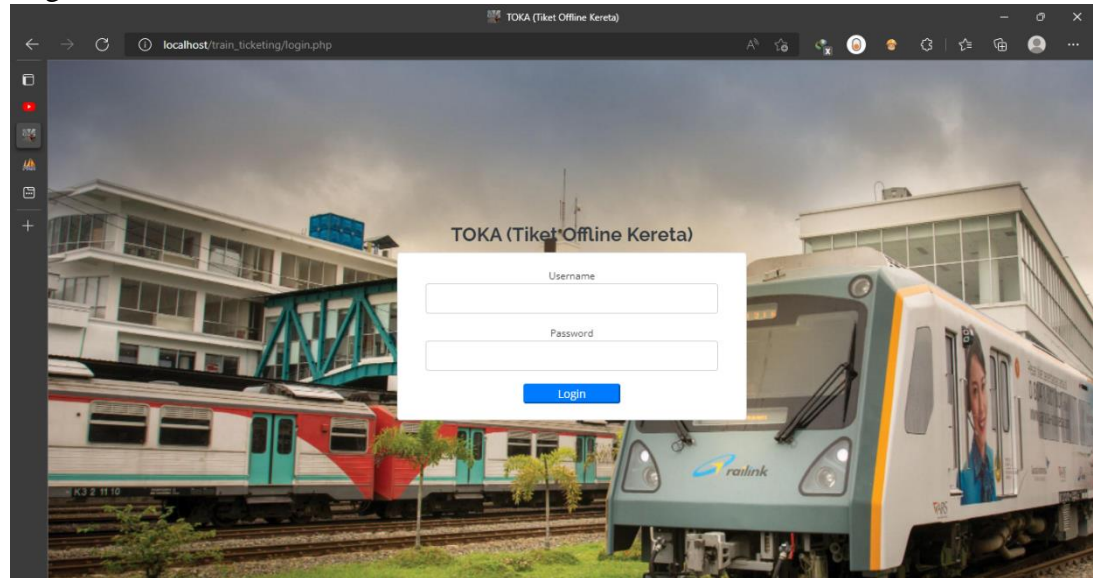 TOKA (Tiket Offline Kereta)
localhost/train_ticketing/login.php
TOKA (Tiket Offline Kereta)
Username
Password
Login
railink
K3 2 11 10